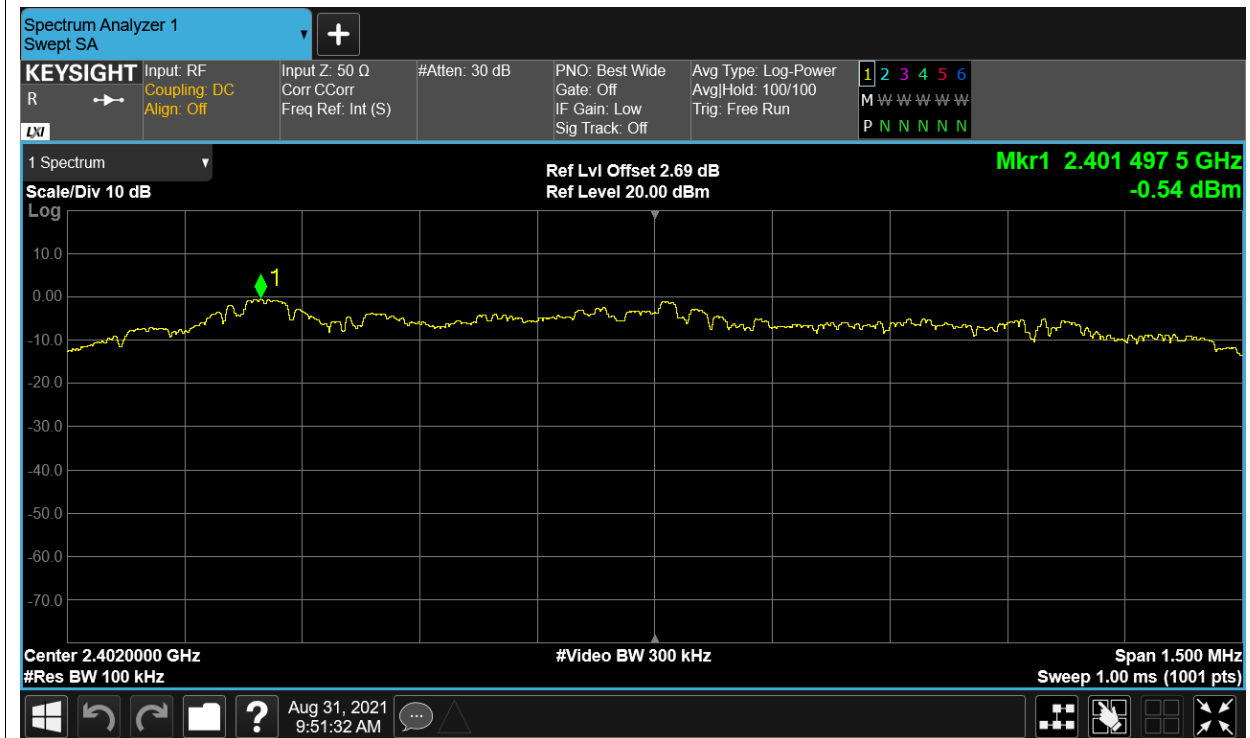 Spectrum Analyzer 1
Swept SA
KEYSIGHT
R
LXI
Input: RF
Coupling: DC
Align: Off
Input Z: 50 Ω
Corr CCorr
Freq Ref: Int (S)
#Atten: 30 dB
PNO: Best Wide
Gate: Off
IF Gain: Low
Sig Track: Off
Avg Type: Log-Power
Avg|Hold: 100/100
Trig: Free Run
1 2 3 4 5 6
M W W W W W
P N N N N N
1 Spectrum
Scale/Div 10 dB
Log
Ref Lvl Offset 2.69 dB
Ref Level 20.00 dBm
Mkr1 2.401 497 5 GHz
-0.54 dBm
10.0
1
0.00
-10.0
-20.0
-30.0
-40.0
-50.0
-60.0
-70.0
Center 2.4020000 GHz
#Res BW 100 kHz
#Video BW 300 kHz
Span 1.500 MHz
Sweep 1.00 ms (1001 pts)
?
Aug 31, 2021
9:51:32 AM